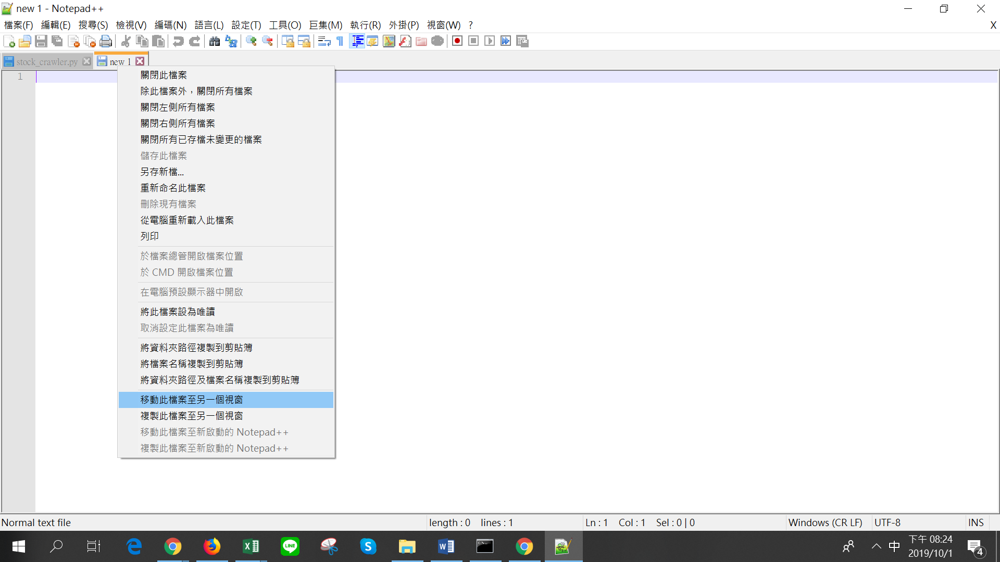 new 1 - Notepad++
檔案(F) 編輯(E) 搜尋(S) 檢視(V) 編碼(N) 語言(L) 設定(T) 工具(O) 巨集(M) 執行(R) 外掛(P) 視窗(W) ? X
stock_crawler.py new 1
1
關閉此檔案
除此檔案外，關閉所有檔案
關閉左側所有檔案
關閉右側所有檔案
關閉所有已存檔未變更的檔案
儲存此檔案
另存新檔...
重新命名此檔案
刪除現有檔案
從電腦重新載入此檔案
列印
於檔案總管開啟檔案位置
於 CMD 開啟檔案位置
在電腦預設顯示器中開啟
將此檔案設為唯讀
取消設定此檔案為唯讀
將資料夾路徑複製到剪貼簿
將檔案名稱複製到剪貼簿
將資料夾路徑及檔案名稱複製到剪貼簿
移動此檔案至另一個視窗
複製此檔案至另一個視窗
移動此檔案至新啟動的 Notepad++
複製此檔案至新啟動的 Notepad++
Normal text file length : 0 lines : 1 Ln : 1 Col : 1 Sel : 0 | 0 Windows (CR LF) UTF-8 INS
LINE
中 下午 08:24
2019/10/1
4